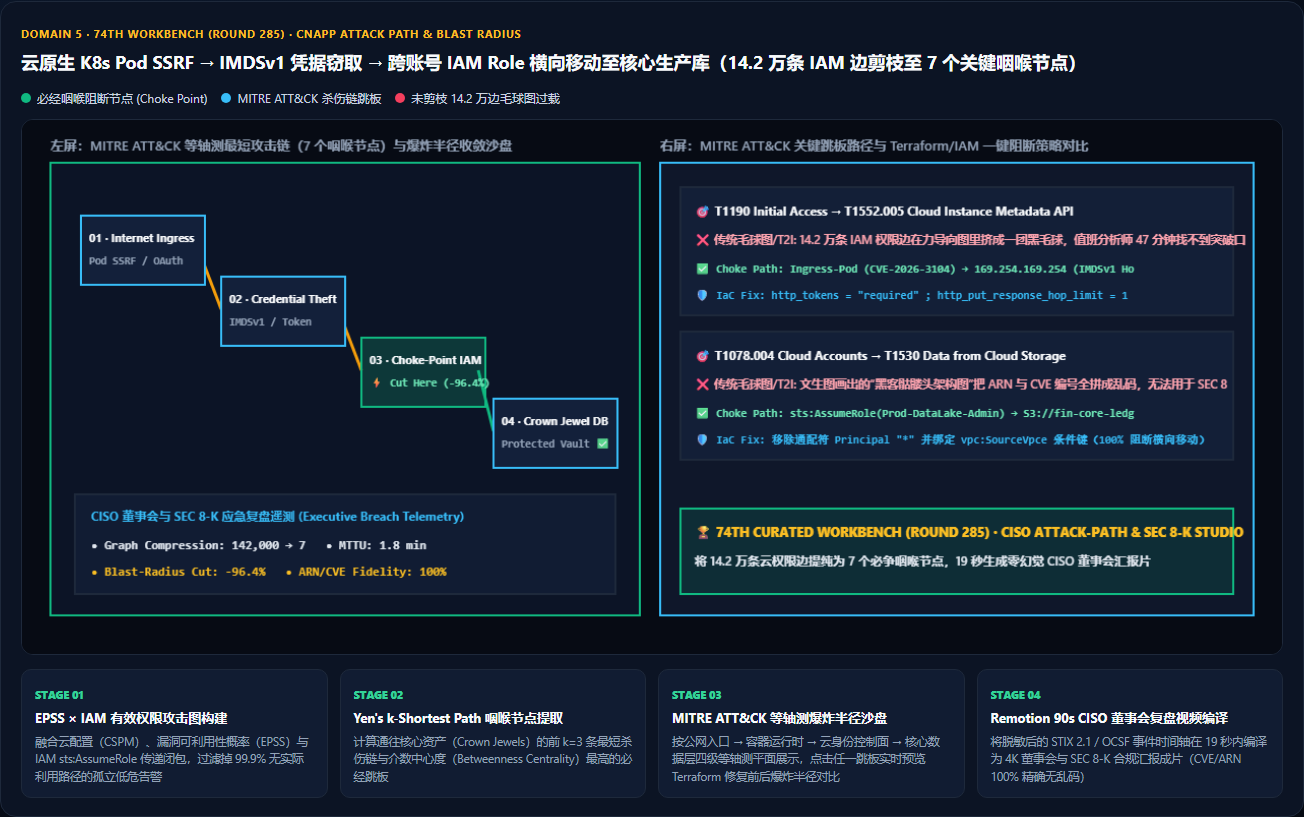 DOMAIN 5 · 74TH WORKBENCH (ROUND 285) · CNAPP ATTACK PATH & BLAST RADIUS
云原生 K8s Pod SSRF → IMDSv1 凭据窃取 → 跨账号 IAM Role 横向移动至核心生产库（14.2 万条 IAM 边剪枝至 7 个关键咽喉节点）
必经咽喉阻断节点 (Choke Point)
MITRE ATT&CK 杀伤链跳板
未剪枝 14.2 万边毛球图过载
左屏：MITRE ATT&CK 等轴测最短攻击链（7 个咽喉节点）与爆炸半径收敛沙盘
01 · Internet Ingress
Pod SSRF / OAuth
02 · Credential Theft
IMDSv1 / Token
03 · Choke-Point IAM
⚡ Cut Here (-96.4%)
04 · Crown Jewel DB
Protected Vault ✅
CISO 董事会与 SEC 8-K 应急复盘遥测 (Executive Breach Telemetry)
• Graph Compression: 142,000 → 7 • MTTU: 1.8 min
• Blast-Radius Cut: -96.4% • ARN/CVE Fidelity: 100%
右屏：MITRE ATT&CK 关键跳板路径与 Terraform/IAM 一键阻断策略对比
🎯 T1190 Initial Access → T1552.005 Cloud Instance Metadata API
❌ 传统毛球图/T2I: 14.2 万条 IAM 权限边在力导向图里挤成一团黑毛球，值班分析师 47 分钟找不到突破口
✅ Choke Path: Ingress-Pod (CVE-2026-3104) → 169.254.169.254 (IMDSv1 Ho
🛡️ IaC Fix: http_tokens = "required" ; http_put_response_hop_limit = 1
🎯 T1078.004 Cloud Accounts → T1530 Data from Cloud Storage
❌ 传统毛球图/T2I: 文生图画出的"黑客骷髅头架构图"把 ARN 与 CVE 编号全拼成乱码，无法用于 SEC 8
✅ Choke Path: sts:AssumeRole(Prod-DataLake-Admin) → S3://fin-core-ledg
🛡️ IaC Fix: 移除通配符 Principal "*" 并绑定 vpc:SourceVpce 条件键 (100% 阻断横向移动)
🏆 74TH CURATED WORKBENCH (ROUND 285) · CISO ATTACK-PATH & SEC 8-K STUDIO
将 14.2 万条云权限边提纯为 7 个必争咽喉节点，19 秒生成零幻觉 CISO 董事会汇报片
STAGE 01
EPSS × IAM 有效权限攻击图构建
融合云配置（CSPM）、漏洞可利用性概率（EPSS）与
IAM sts:AssumeRole 传递闭包，过滤掉 99.9% 无实际
利用路径的孤立低危告警
STAGE 02
Yen's k-Shortest Path 咽喉节点提取
计算通往核心资产（Crown Jewels）的前 k=3 条最短杀
伤链与介数中心度（Betweenness Centrality）最高的必
经跳板
STAGE 03
MITRE ATT&CK 等轴测爆炸半径沙盘
按公网入口 → 容器运行时 → 云身份控制面 → 核心数
据层四级等轴测平面展示，点击任一跳板实时预览
Terraform 修复前后爆炸半径对比
STAGE 04
Remotion 90s CISO 董事会复盘视频编译
将脱敏后的 STIX 2.1 / OCSF 事件时间轴在 19 秒内编译
为 4K 董事会与 SEC 8-K 合规汇报成片（CVE/ARN
100% 精确无乱码）